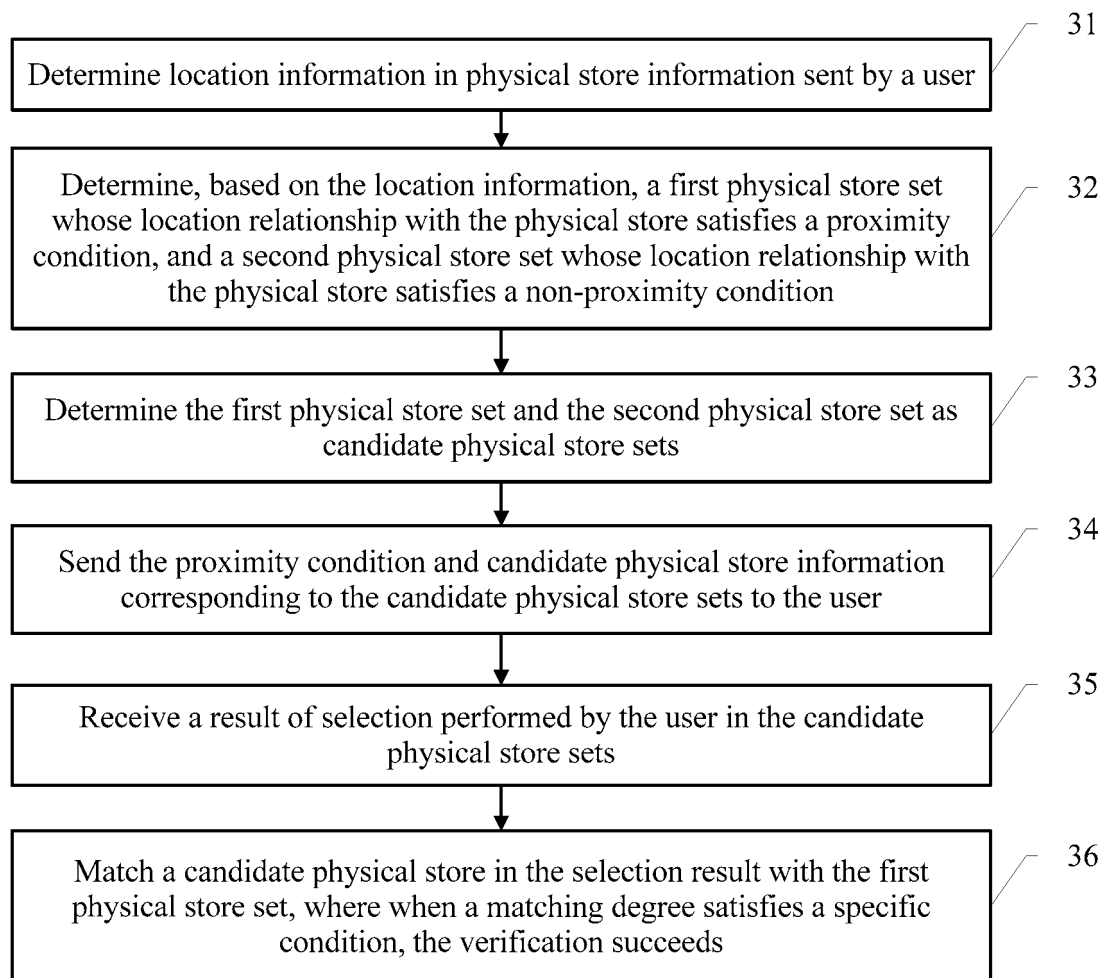 31
Determine location information in physical store information sent by a user
32
Determine, based on the location information, a first physical store set
whose location relationship with the physical store satisfies a proximity
condition, and a second physical store set whose location relationship with
the physical store satisfies a non-proximity condition
33
Determine the first physical store set and the second physical store set as
candidate physical store sets
34
Send the proximity condition and candidate physical store information
corresponding to the candidate physical store sets to the user
35
Receive a result of selection performed by the user in the candidate
physical store sets
36
Match a candidate physical store in the selection result with the first
physical store set, where when a matching degree satisfies a specific
condition, the verification succeeds